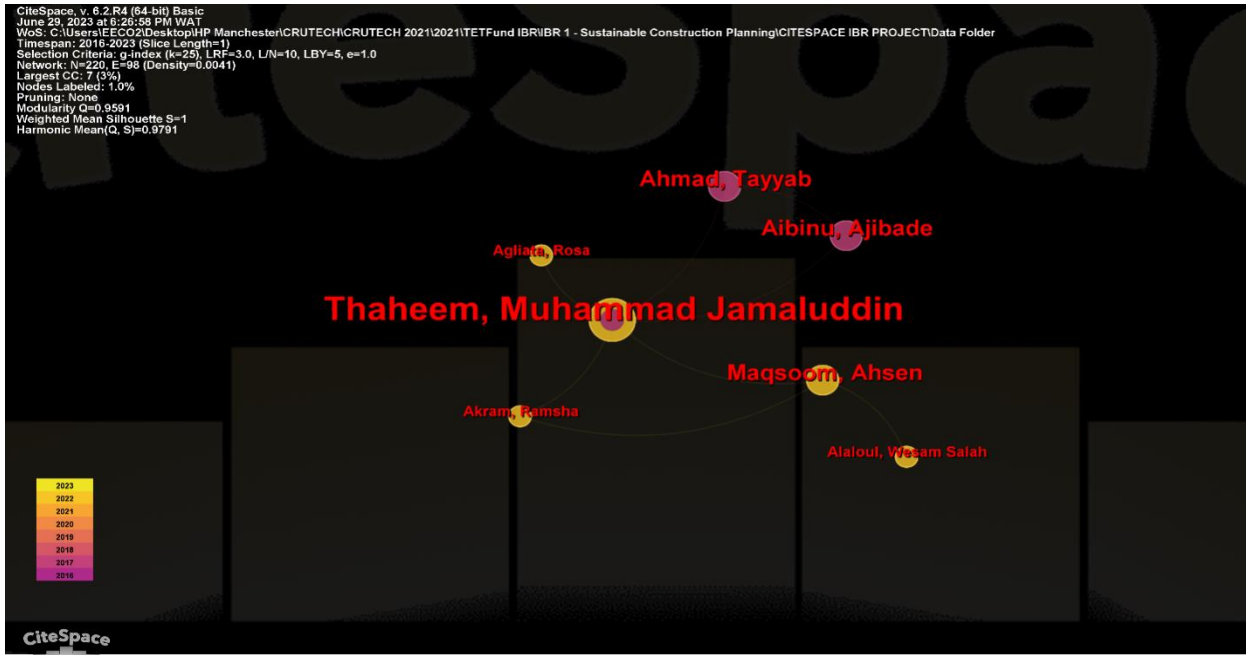 CiteSpace, v. 6.2.R4 (64-bit) Basic
June 29, 2023 at 6:26:58 PM WAT
WoS: C:\Users\EECO2\Desktop\HP Manchester\CRUTECH\CRUTECH 2021\2021\TETFund IBR\IBR 1 - Sustainable Construction Planning\CITESPACE IBR PROJECT\Data Folder
Timespan: 2016-2023 (Slice Length=1)
Selection Criteria: g-index (k=25), LRF=3.0, L/N=10, LBY=5, e=1.0
Network: N=220, E=98 (Density=0.0041)
Largest CC: 7 (3%)
Nodes Labeled: 1.0%
Pruning: None
Modularity Q=0.9591
Weighted Mean Silhouette S=1
Harmonic Mean(Q, S)=0.9791
CiteSpace
Ahmad, Tayyab
Aibinu, Ajibade
Agliata, Rosa
Thaheem, Muhammad Jamaluddin
Maqsoom, Ahsen
Akram, Ramsha
Alaloul, Wesam Salah
2023
2022
2021
2020
2019
2018
2017
2016
CiteSpace